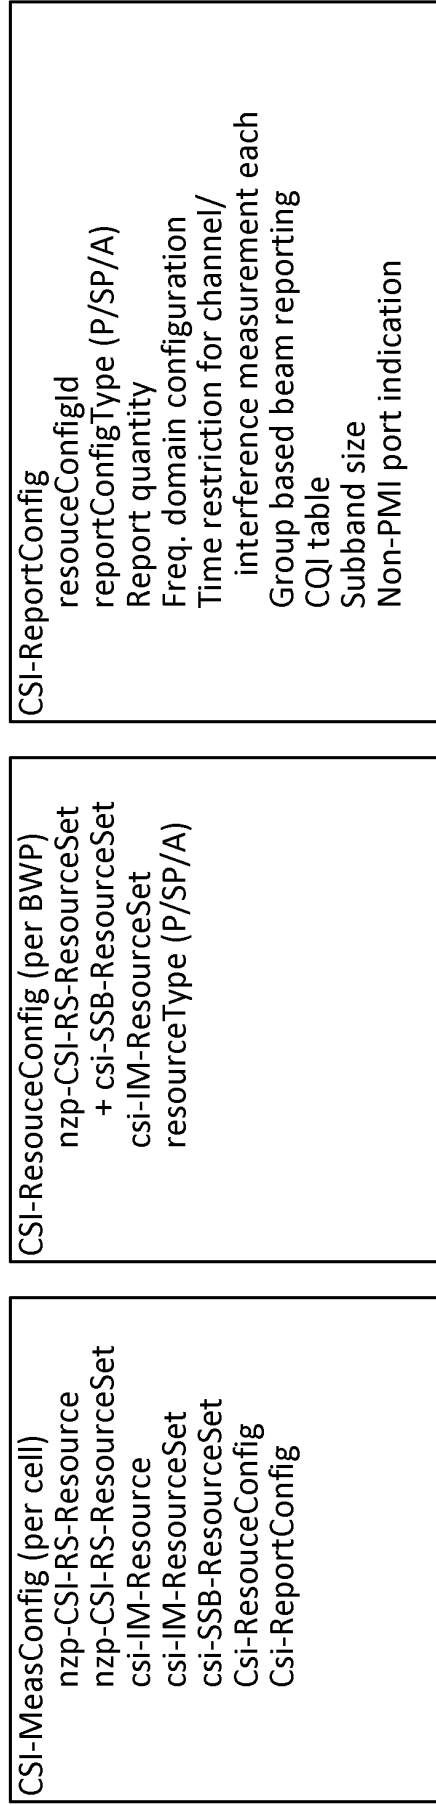 CSI-MeasConfig (per cell)
nzp-CSI-RS-Resource
nzp-CSI-RS-ResourceSet
csi-IM-Resource
csi-IM-ResourceSet
csi-SSB-ResourceSet
Csi-ResouceConfig
Csi-ReportConfig
CSI-ResouceConfig (per BWP)
nzp-CSI-RS-ResourceSet
+ csi-SSB-ResourceSet
csi-IM-ResourceSet
resourceType (P/SP/A)
CSI-ReportConfig
resouceConfigId
reportConfigType (P/SP/A)
Report quantity
Freq. domain configuration
Time restriction for channel/
interference measurement each
Group based beam reporting
CQI table
Subband size
Non-PMI port indication